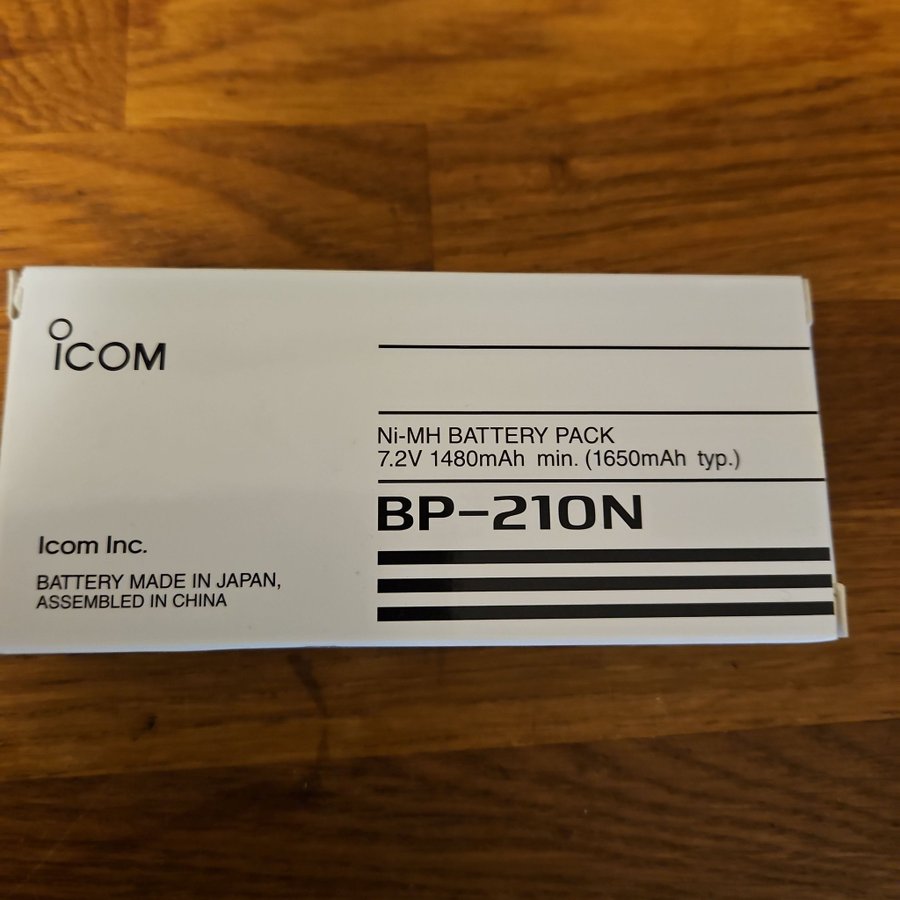 iCOM
Ni-MH BATTERY PACK
7.2V 1480mAh min. (1650mAh typ.)
BP-210N
Icom Inc.
BATTERY MADE IN JAPAN,
ASSEMBLED IN CHINA